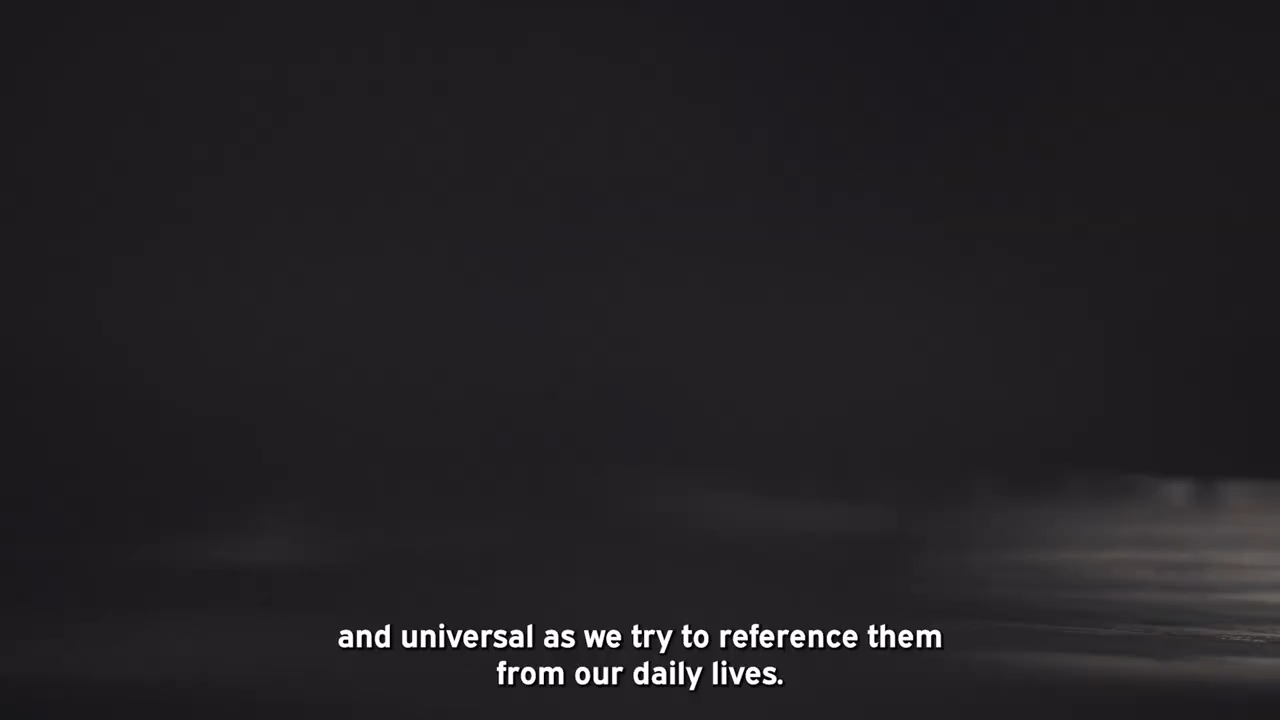 and universal as we try to reference them
from our daily lives.